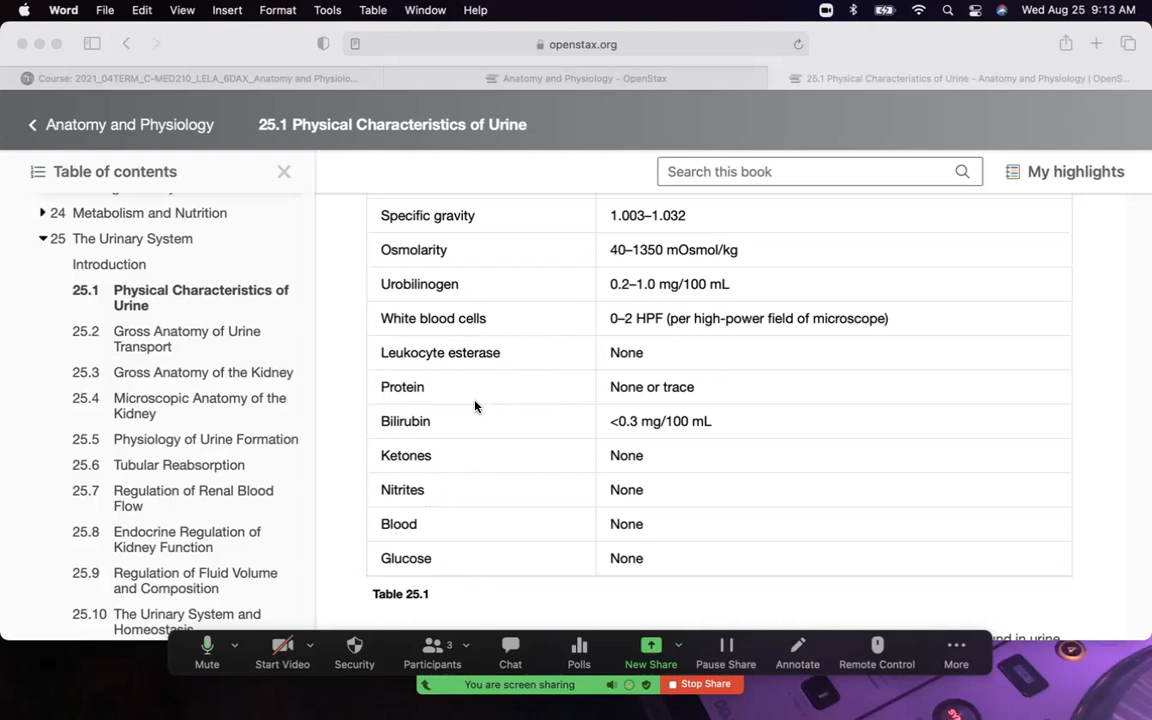 Word File Edit View Insert Format Tools Table Window Help Wed Aug 25 9:13 AM
openstax.org
Course: 2021_04TERM_C-MED210_LELA_6DAX_Anatomy and Physiolo... Anatomy and Physiology - OpenStax 25.1 Physical Characteristics of Urine - Anatomy and Physiology | OpenS...
Anatomy and Physiology 25.1 Physical Characteristics of Urine
Table of contents Search this book My highlights
24 Metabolism and Nutrition
25 The Urinary System
Introduction
25.1 Physical Characteristics of
Urine
25.2 Gross Anatomy of Urine
Transport
25.3 Gross Anatomy of the Kidney
25.4 Microscopic Anatomy of the
Kidney
25.5 Physiology of Urine Formation
25.6 Tubular Reabsorption
25.7 Regulation of Renal Blood
Flow
25.8 Endocrine Regulation of
Kidney Function
25.9 Regulation of Fluid Volume
and Composition
25.10 The Urinary System and
Homeostasis
Specific gravity 1.003–1.032
Osmolarity 40–1350 mOsmol/kg
Urobilinogen 0.2–1.0 mg/100 mL
White blood cells 0–2 HPF (per high-power field of microscope)
Leukocyte esterase None
Protein None or trace
Bilirubin <0.3 mg/100 mL
Ketones None
Nitrites None
Blood None
Glucose None
Table 25.1
found in urine
Mute Start Video Security Participants 3 Chat Polls New Share Pause Share Annotate Remote Control More
You are screen sharing Stop Share